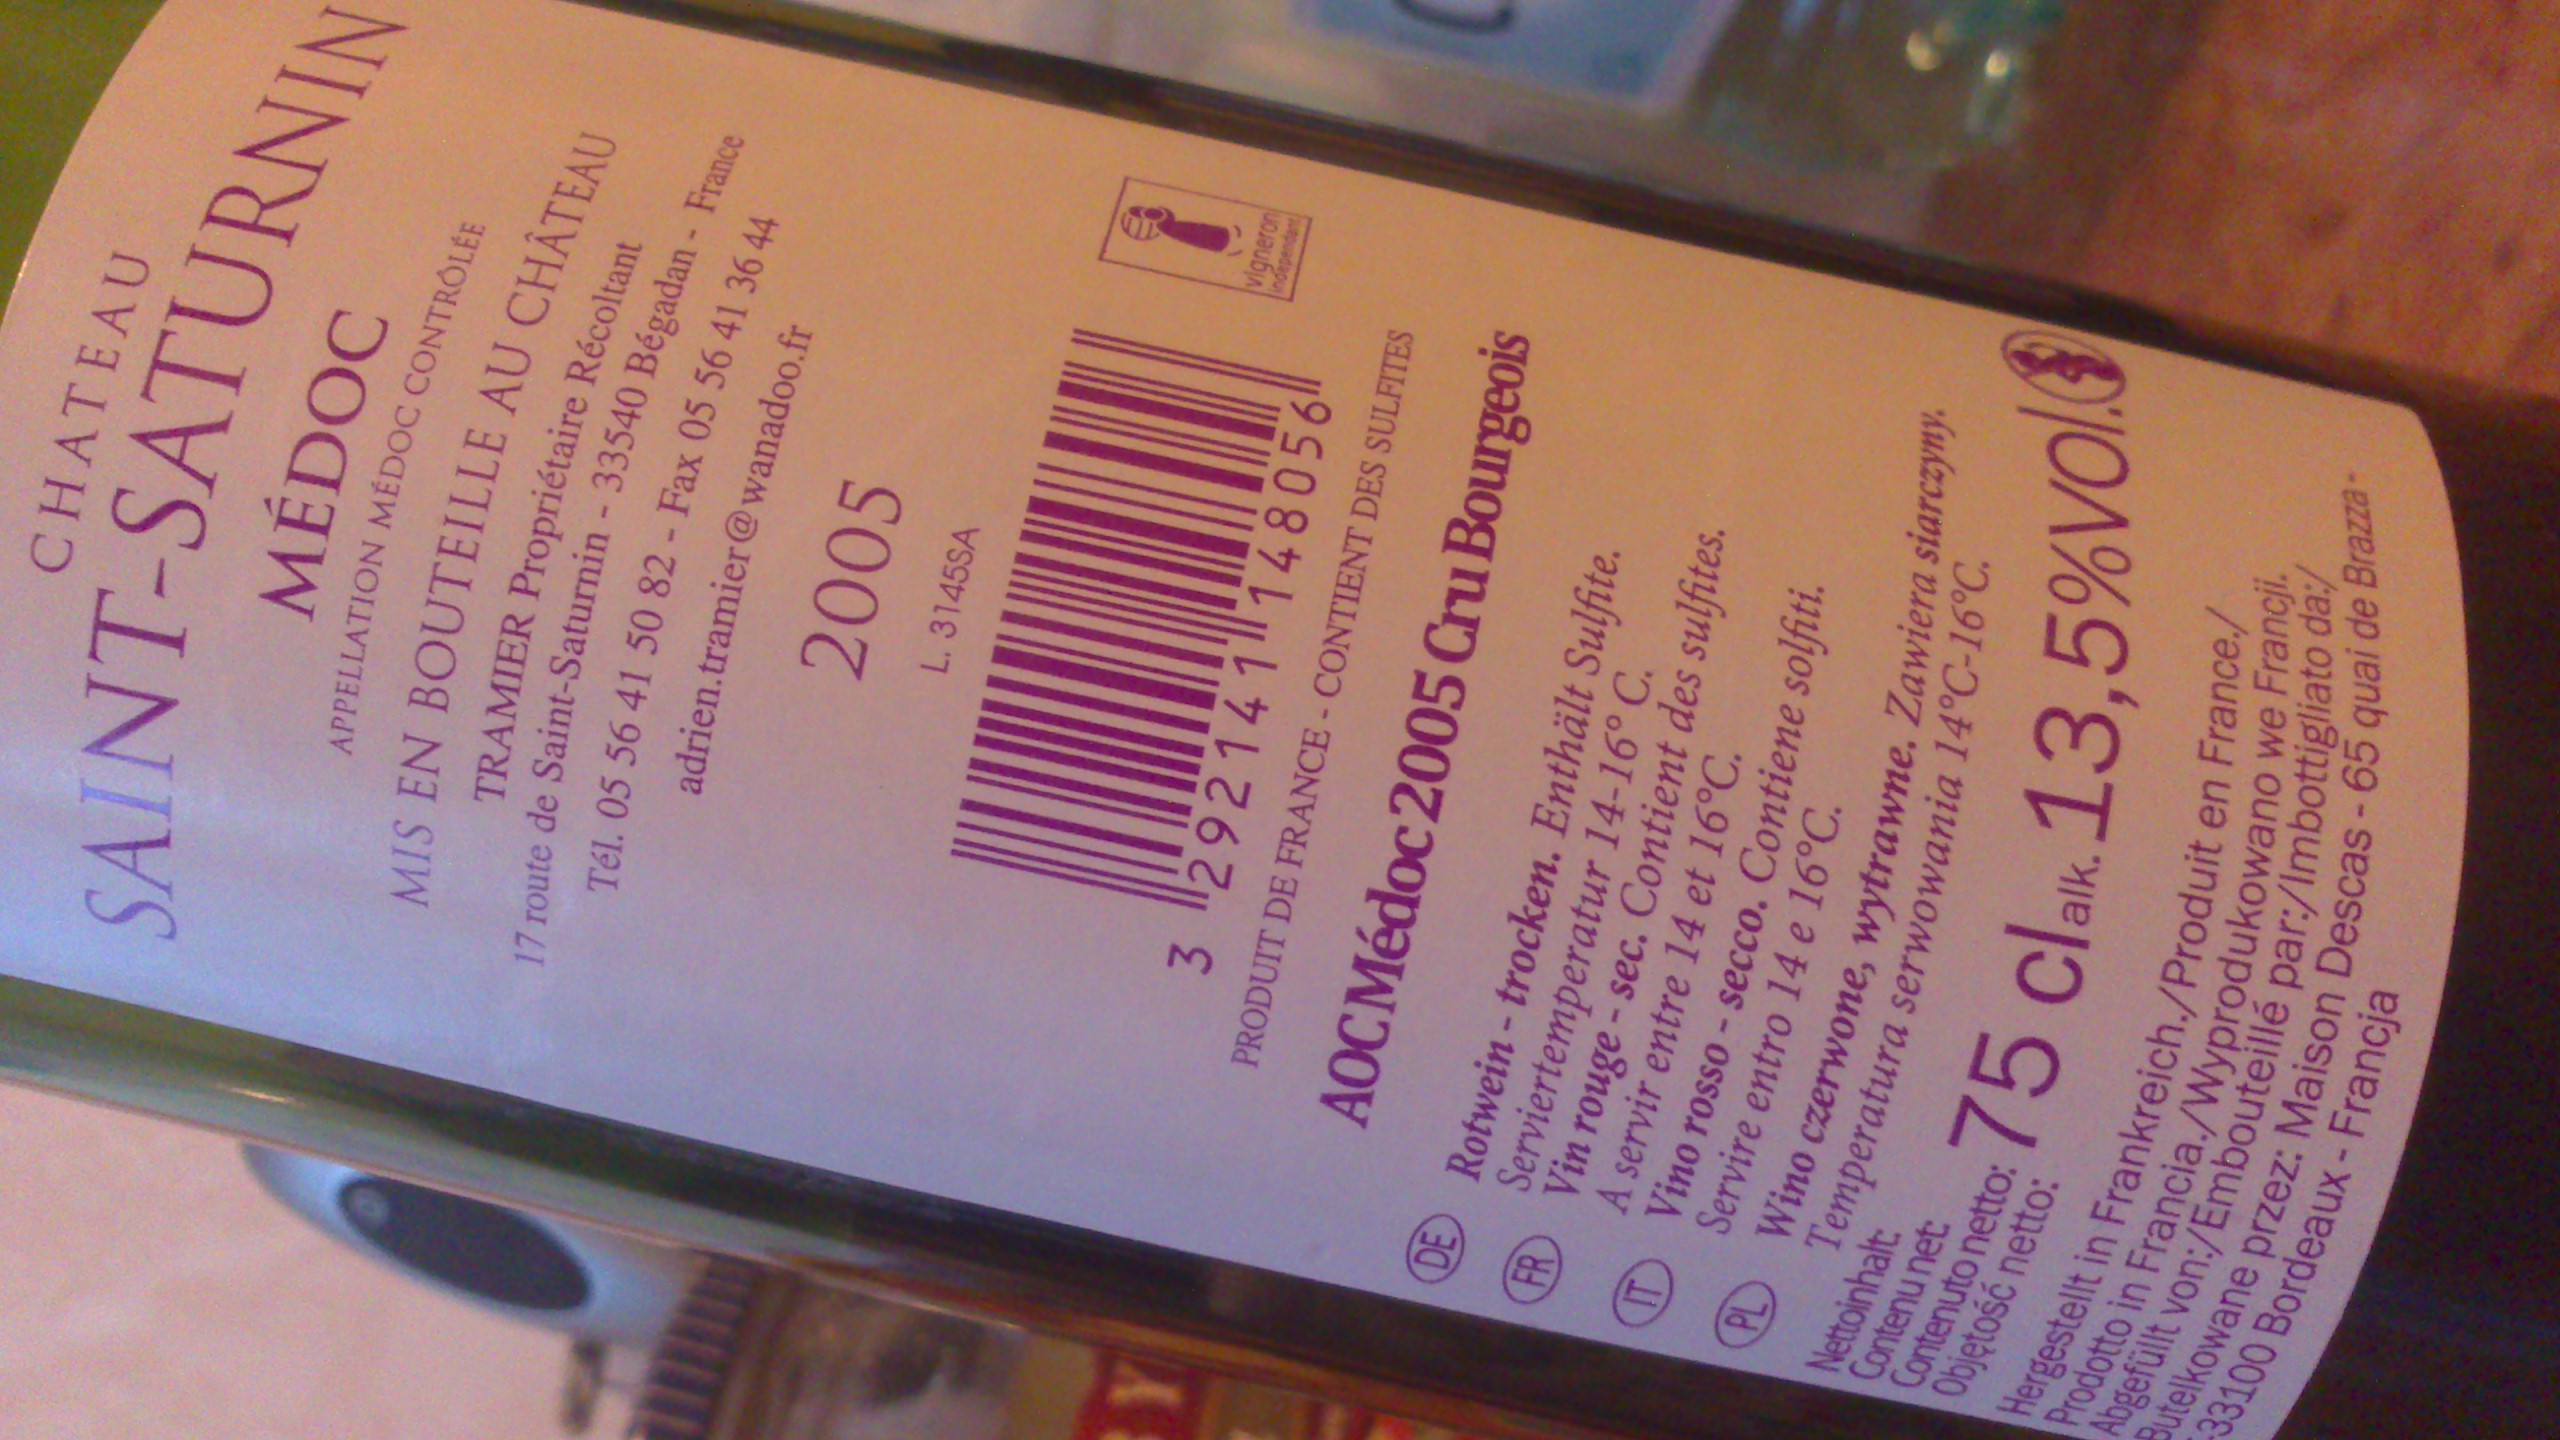 CHATEAU
SAINT-SATURNIN
MÉDOC
APPELLATION MÉDOC CONTRÔLÉE
MIS EN BOUTEILLE AU CHÂTEAU
TRAMIER Propriétaire Récoltant
17 route de Saint-Saturnin - 33540 Bégadan - France
Tél. 05 56 41 50 82 - Fax 05 56 41 36 44
adrien.tramier@wanadoo.fr
2005
L. 3145SA
3 292141 148056
vigneron
indépendant
PRODUIT DE FRANCE - CONTIENT DES SULFITES
AOC Médoc 2005 Cru Bourgeois
DE Rotwein - trocken. Enthält Sulfite.
Serviertemperatur 14-16° C.
FR Vin rouge - sec. Contient des sulfites.
A servir entre 14 et 16°C.
IT Vino rosso - secco. Contiene solfiti.
Servire entro 14 e 16°C.
PL Wino czerwone, wytrawne. Zawiera siarczyny.
Temperatura serwowania 14°C-16°C.
Nettoinhalt:
Contenu net:
Contenuto netto:
Objętość netto:
75 cl alk. 13,5%vol.
Hergestellt in Frankreich./Produit en France./
Prodotto in Francia./Wyprodukowano we Francji.
Abgefüllt von:/Embouteillé par:/Imbottigliato da:/
Butelkowane przez: Maison Descas - 65 quai de Brazza -
33100 Bordeaux - Francja